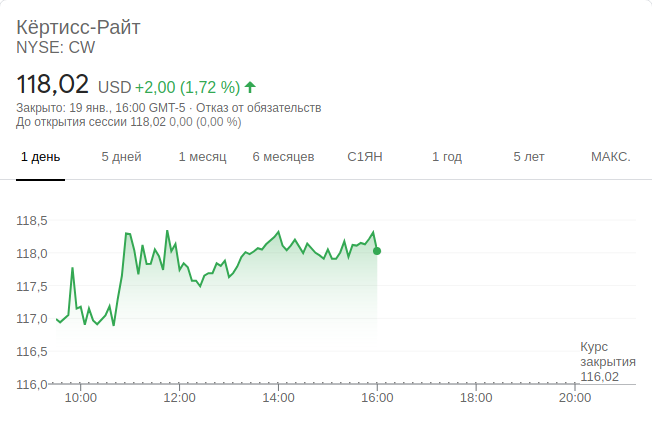 Кёртисс-Райт
NYSE: CW
118,02 USD +2,00 (1,72 %)
Закрыто: 19 янв., 16:00 GMT-5 · Отказ от обязательств
До открытия сессии 118,02 0,00 (0,00 %)
1 день 5 дней 1 месяц 6 месяцев С1ЯН 1 год 5 лет МАКС.
118,5
118,0
117,5
117,0
116,5
116,0
Курс
закрытия
116,02
10:00 12:00 14:00 16:00 18:00 20:00